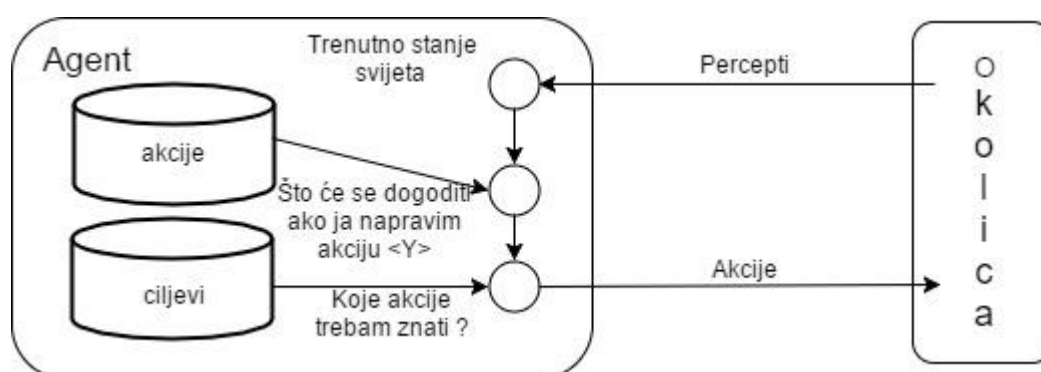 Agent
Trenutno stanje
svijeta
Percepti
akcije
Što će se dogoditi
ako ja napravim
akciju <Y>
ciljevi
Koje akcije
trebam znati ?
Akcije
okolica